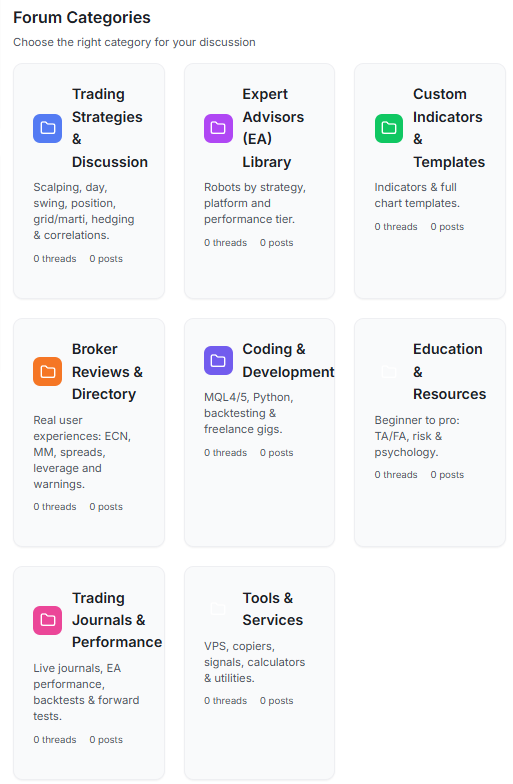 Forum Categories
Choose the right category for your discussion
Trading
Strategies
&
Discussion
Scalping, day,
swing, position,
grid/marti, hedging
& correlations.
0 threads 0 posts
Expert
Advisors
(EA)
Library
Robots by strategy,
platform and
performance tier.
0 threads 0 posts
Custom
Indicators
&
Templates
Indicators & full
chart templates.
0 threads 0 posts
Broker
Reviews &
Directory
Real user
experiences: ECN,
MM, spreads,
leverage and
warnings.
0 threads 0 posts
Coding &
Development
MQL4/5, Python,
backtesting &
freelance gigs.
0 threads 0 posts
Education
&
Resources
Beginner to pro:
TA/FA, risk &
psychology.
0 threads 0 posts
Trading
Journals &
Performance
Live journals, EA
performance,
backtests & forward
tests.
0 threads 0 posts
Tools &
Services
VPS, copiers,
signals, calculators
& utilities.
0 threads 0 posts